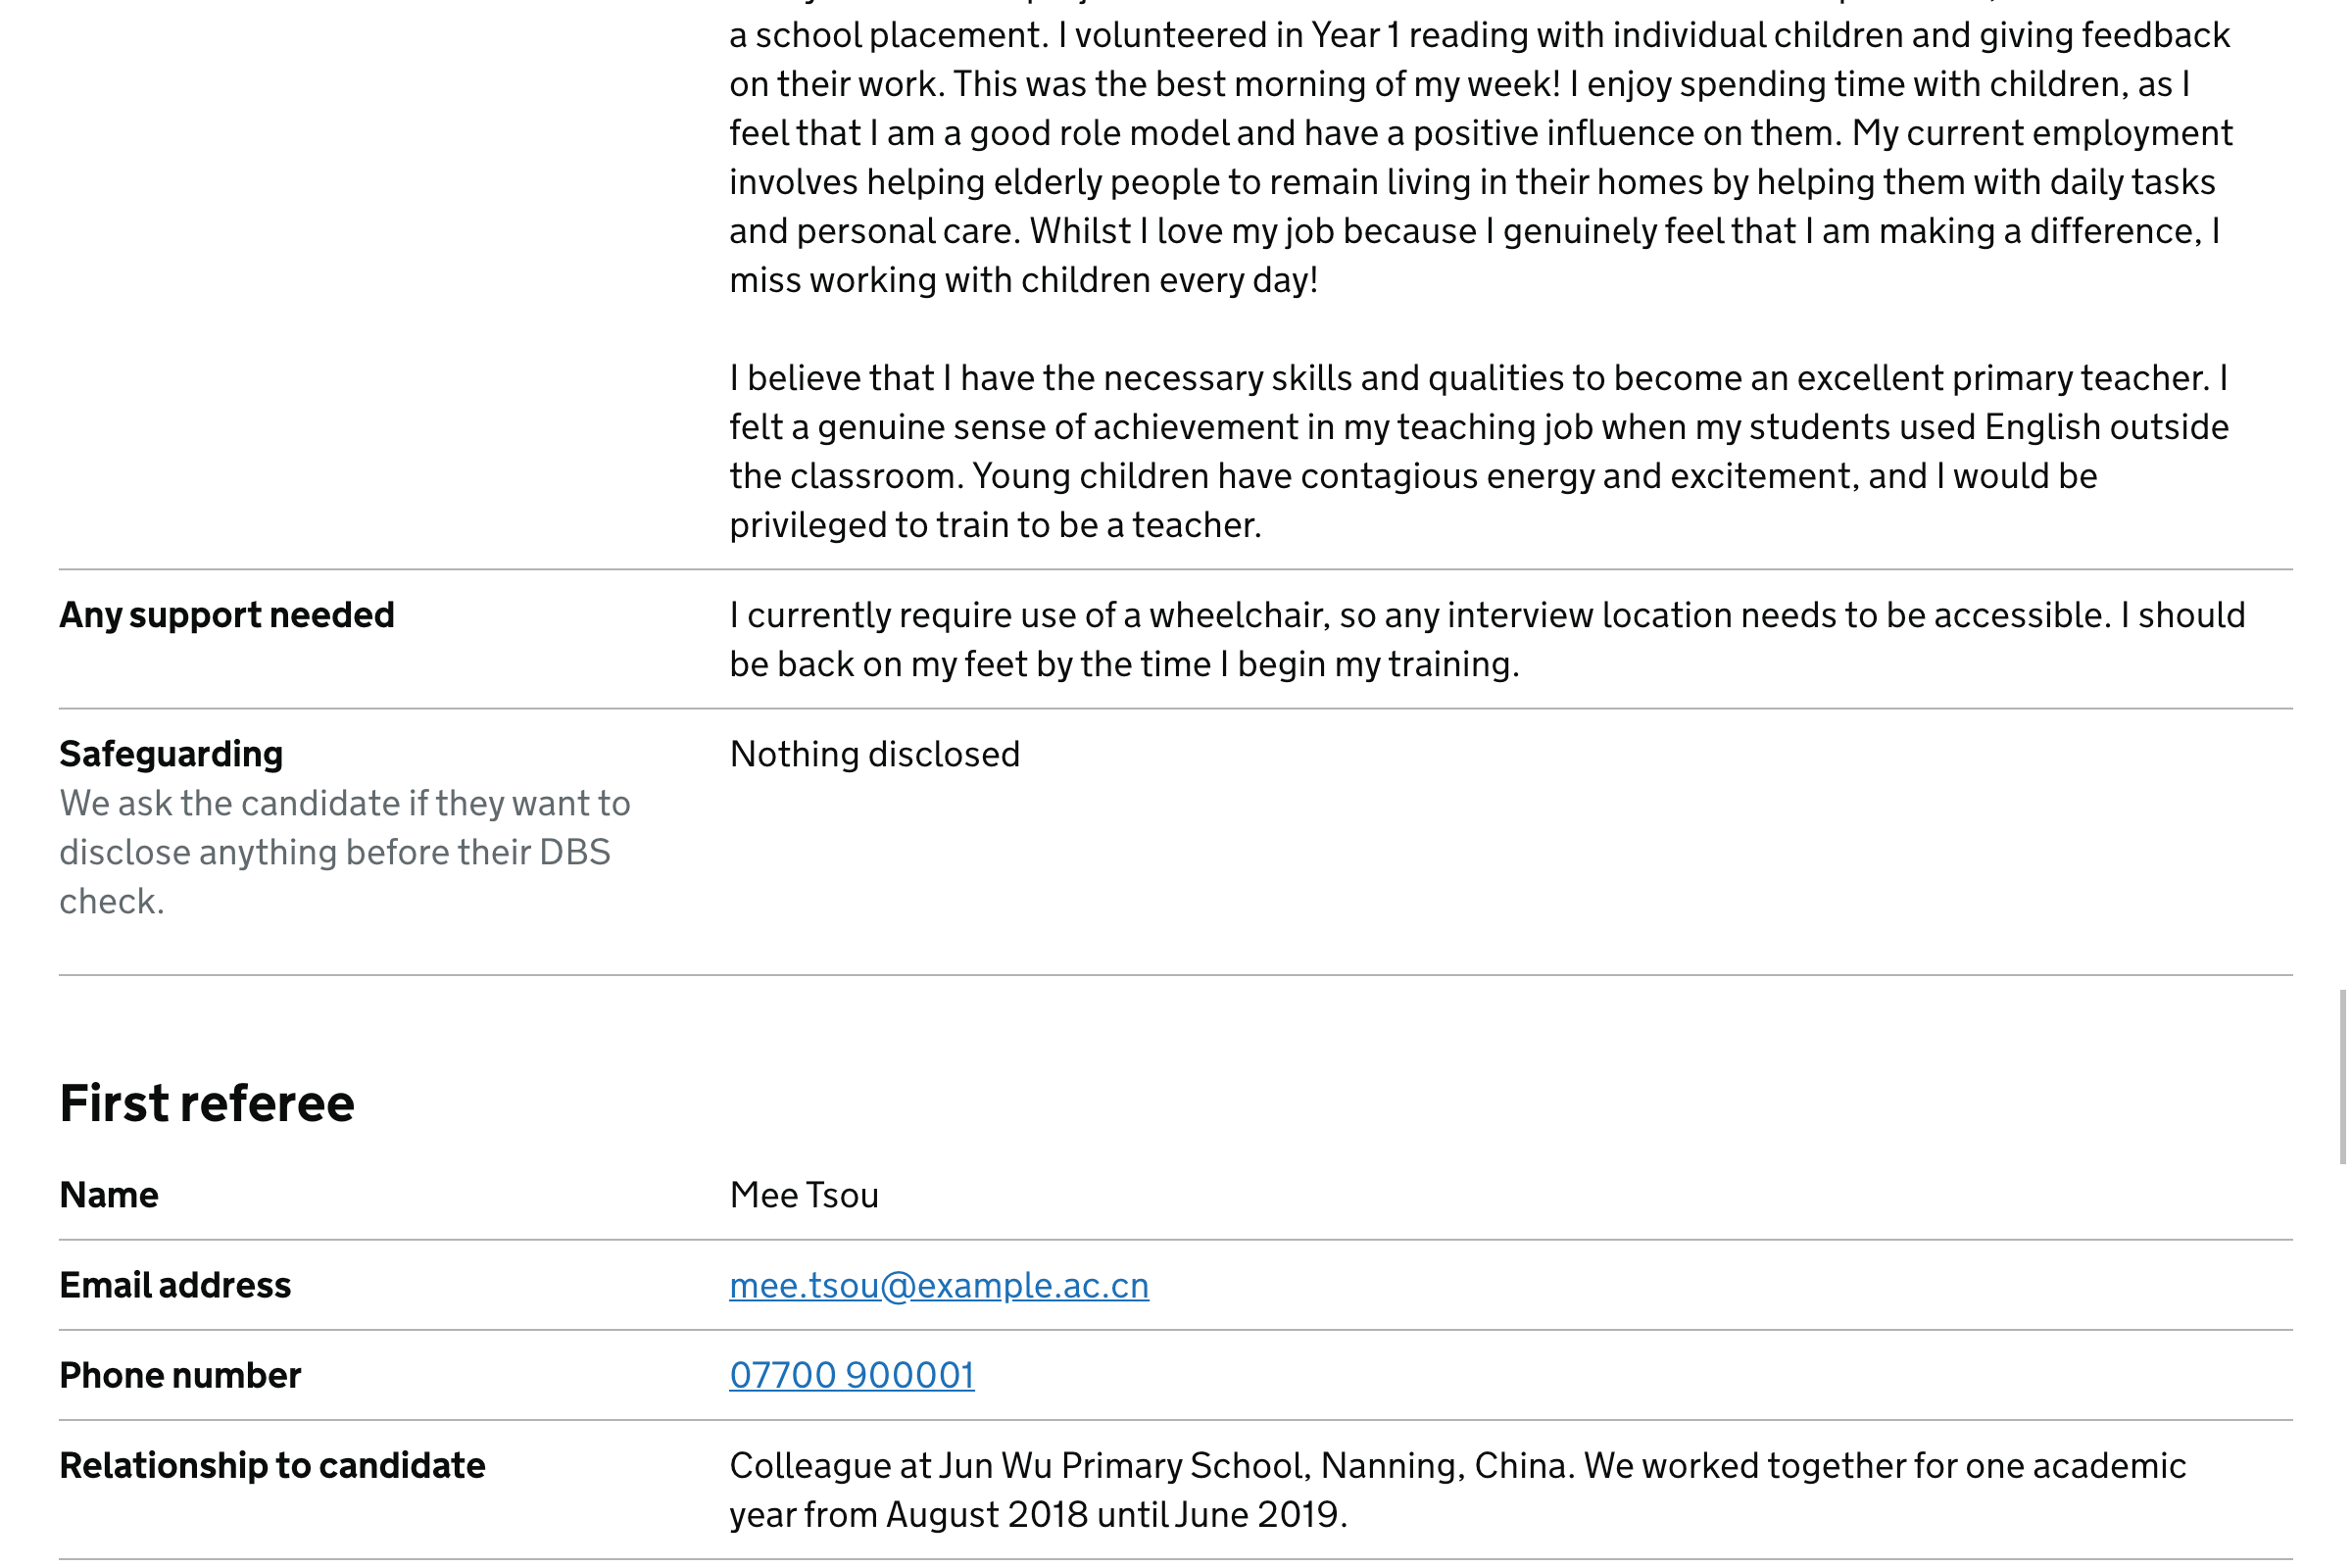 a school placement. I volunteered in Year 1 reading with individual children and giving feedback
on their work. This was the best morning of my week! I enjoy spending time with children, as I
feel that I am a good role model and have a positive influence on them. My current employment
involves helping elderly people to remain living in their homes by helping them with daily tasks
and personal care. Whilst I love my job because I genuinely feel that I am making a difference, I
miss working with children every day!
I believe that I have the necessary skills and qualities to become an excellent primary teacher. I
felt a genuine sense of achievement in my teaching job when my students used English outside
the classroom. Young children have contagious energy and excitement, and I would be
privileged to train to be a teacher.
Any support needed
I currently require use of a wheelchair, so any interview location needs to be accessible. I should
be back on my feet by the time I begin my training.
Safeguarding
We ask the candidate if they want to
disclose anything before their DBS
check.
Nothing disclosed
First referee
Name
Mee Tsou
Email address
mee.tsou@example.ac.cn
Phone number
07700 900001
Relationship to candidate
Colleague at Jun Wu Primary School, Nanning, China. We worked together for one academic
year from August 2018 until June 2019.